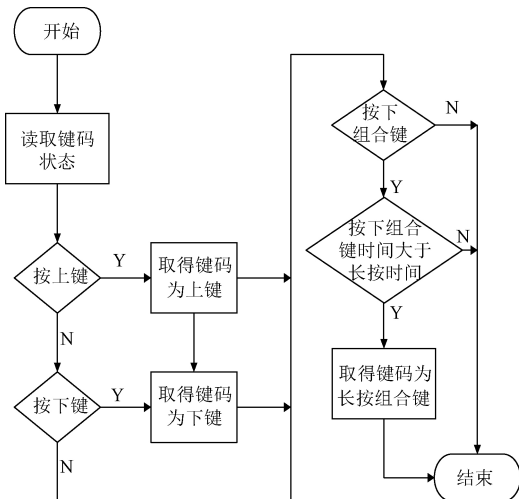 开始
读取键码
状态
按上键
Y
取得键码
为上键
N
按下键
Y
取得键码
为下键
N
按下
组合键
N
Y
按下组合
键时间大于
长按时间
N
Y
取得键码为
长按组合键
结束